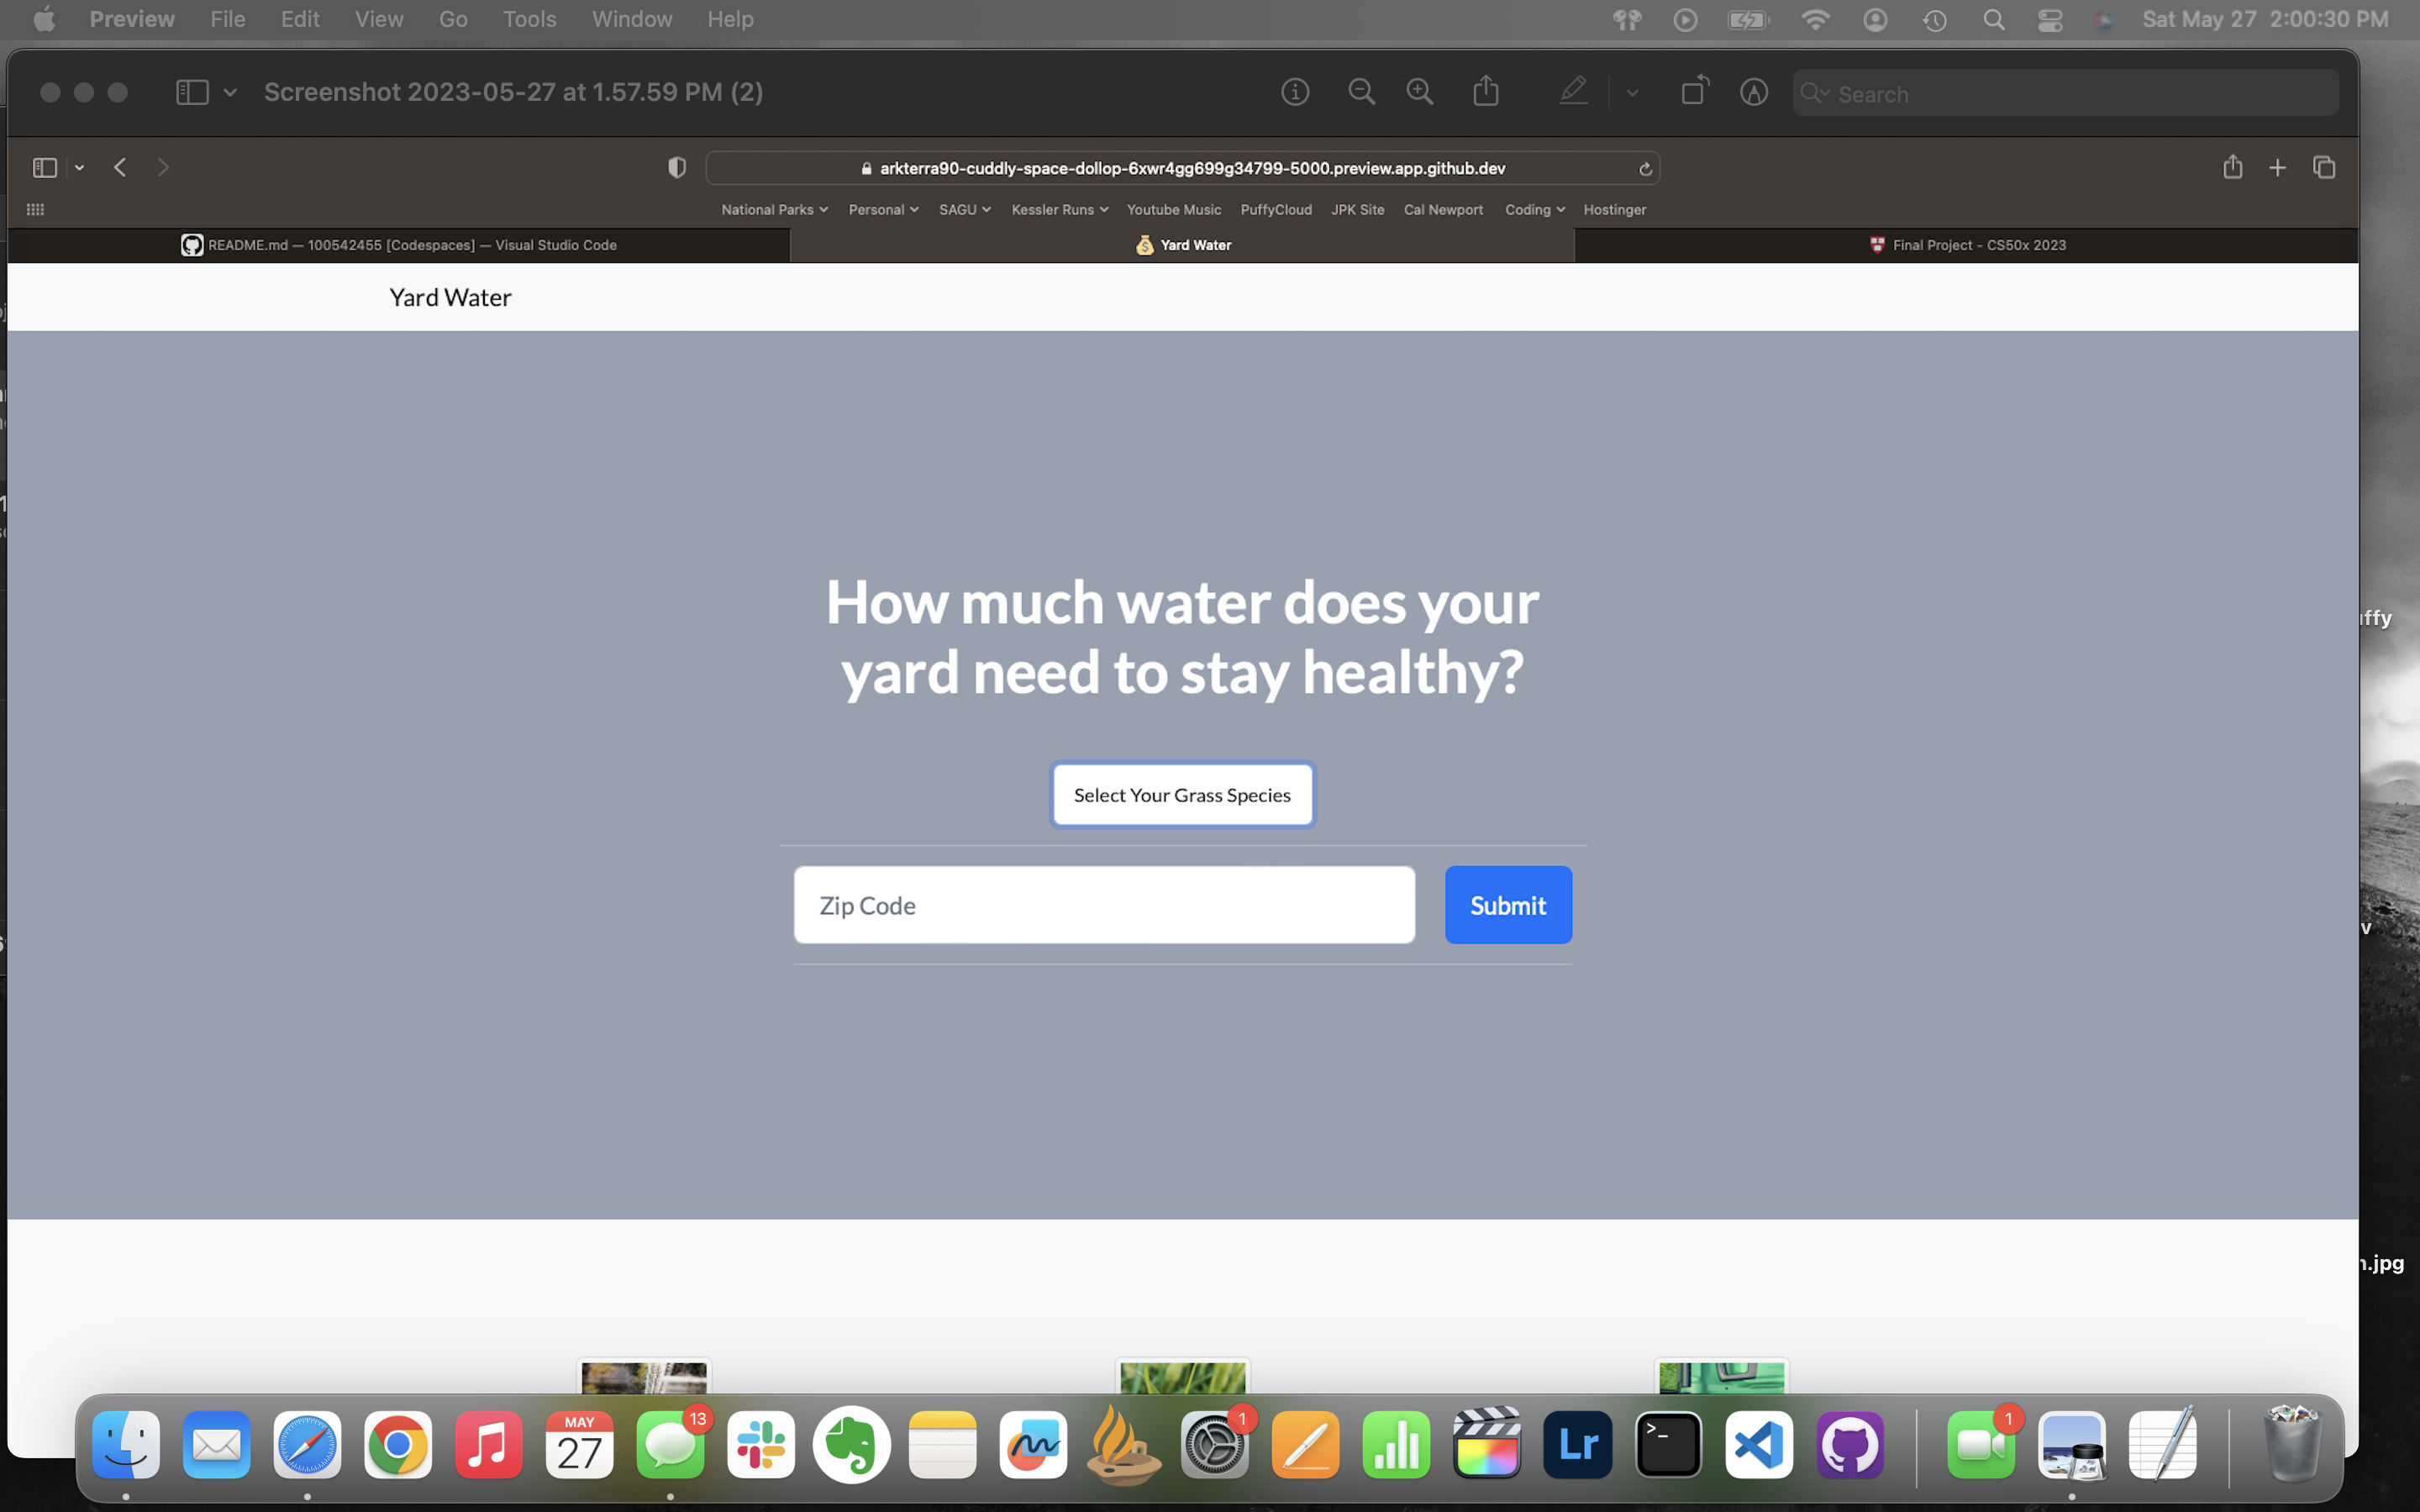 Preview File Edit View Go Tools Window Help Sat May 27 2:00:30 PM
Screenshot 2023-05-27 at 1.57.59 PM (2) Search
arkterra90-cuddly-space-dollop-6xwr4gg699g34799-5000.preview.app.github.dev
National Parks Personal SAGU Kessler Runs Youtube Music PuffyCloud JPK Site Cal Newport Coding Hostinger
README.md — 100542455 [Codespaces] — Visual Studio Code Yard Water Final Project - CS50x 2023
Yard Water
How much water does your
yard need to stay healthy?
Select Your Grass Species
Zip Code Submit
.jpg
MAY 13 1 1
27 Lr